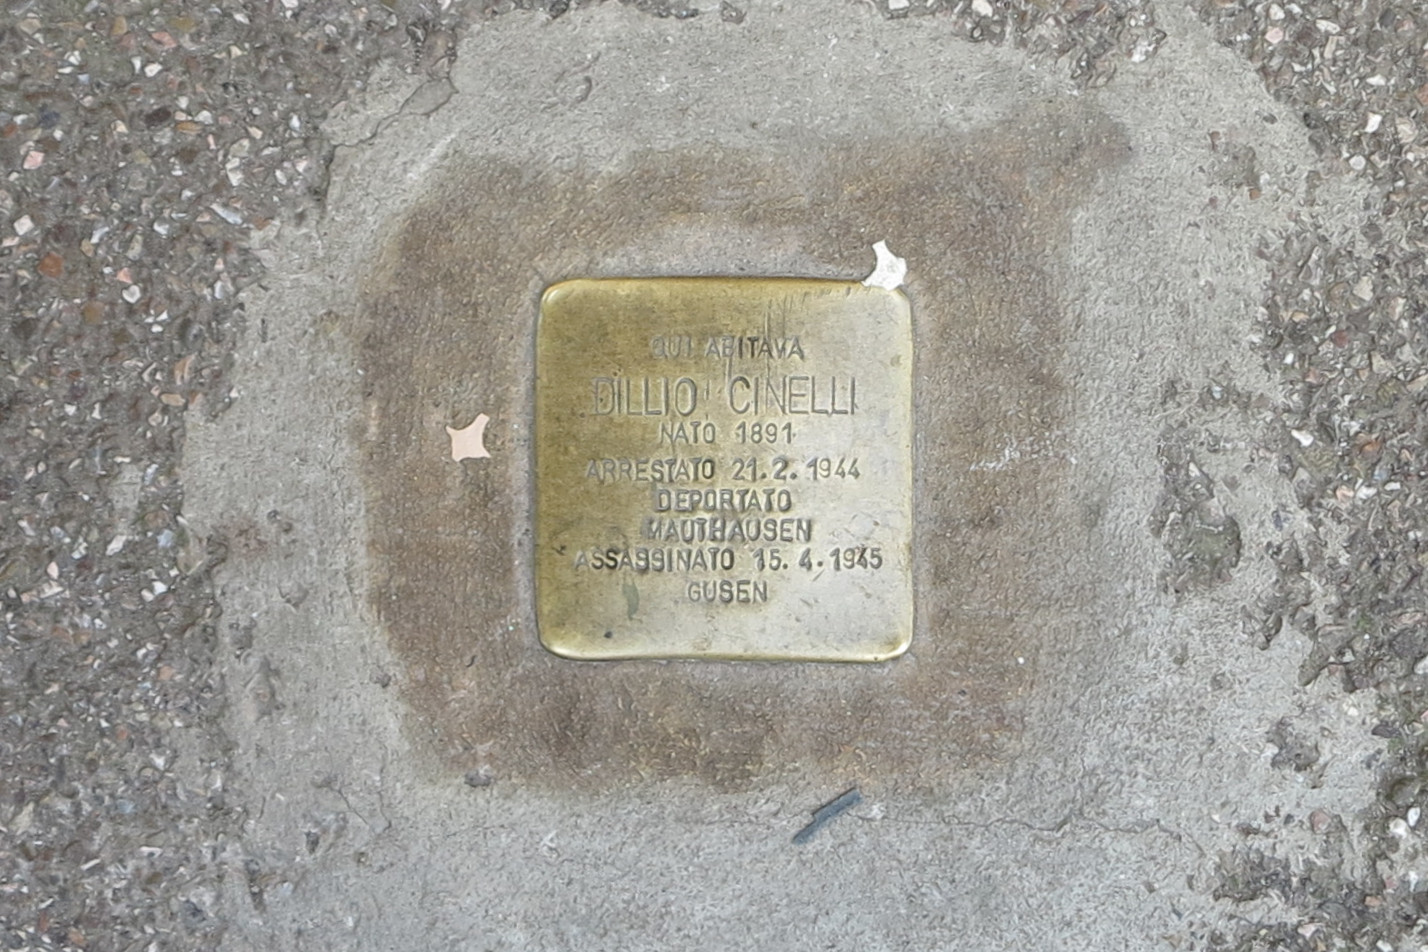 QUI ABITAVA
DILLIO CINELLI
NATO 1891
ARRESTATO 21.2.1944
DEPORTATO
MAUTHAUSEN
ASSASSINATO 15.4.1945
GUSEN